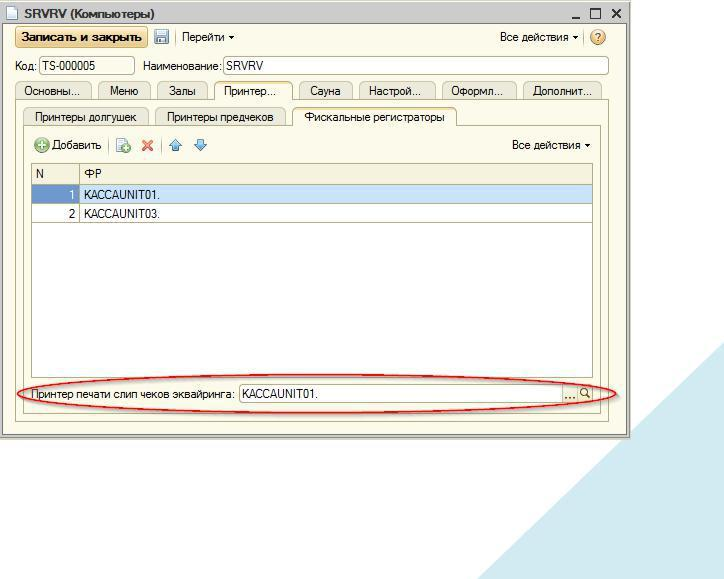 SRVRV (Компьютеры)
Записать и закрыть Перейти Все действия
Код: TS-000005 Наименование: SRVRV
Основны... Меню Залы Принтер... Сауна Настрой... Оформл... Дополнит...
Принтеры долгушек Принтеры предчеков Фискальные регистраторы
Добавить Все действия
N ФР
1 KACCAUNIT01.
2 KACCAUNIT03.
Принтер печати слип чеков эквайринга: KACCAUNIT01. ...